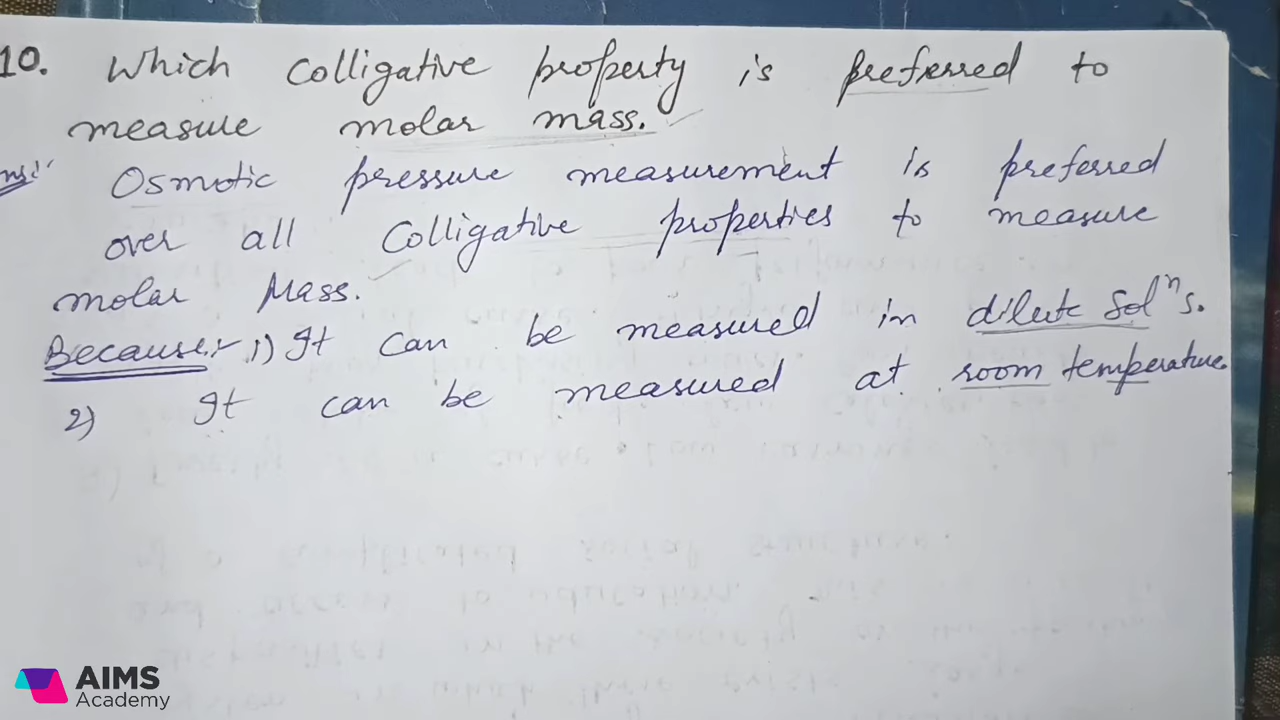 10. Which colligative property is preferred to
measure molar mass.
Ans:- Osmotic pressure measurement is preferred
over all Colligative properties to measure
molar Mass.
Because:- 1) It can be measured in dilute Solⁿs.
2) It can be measured at room temperature.
AIMS
Academy